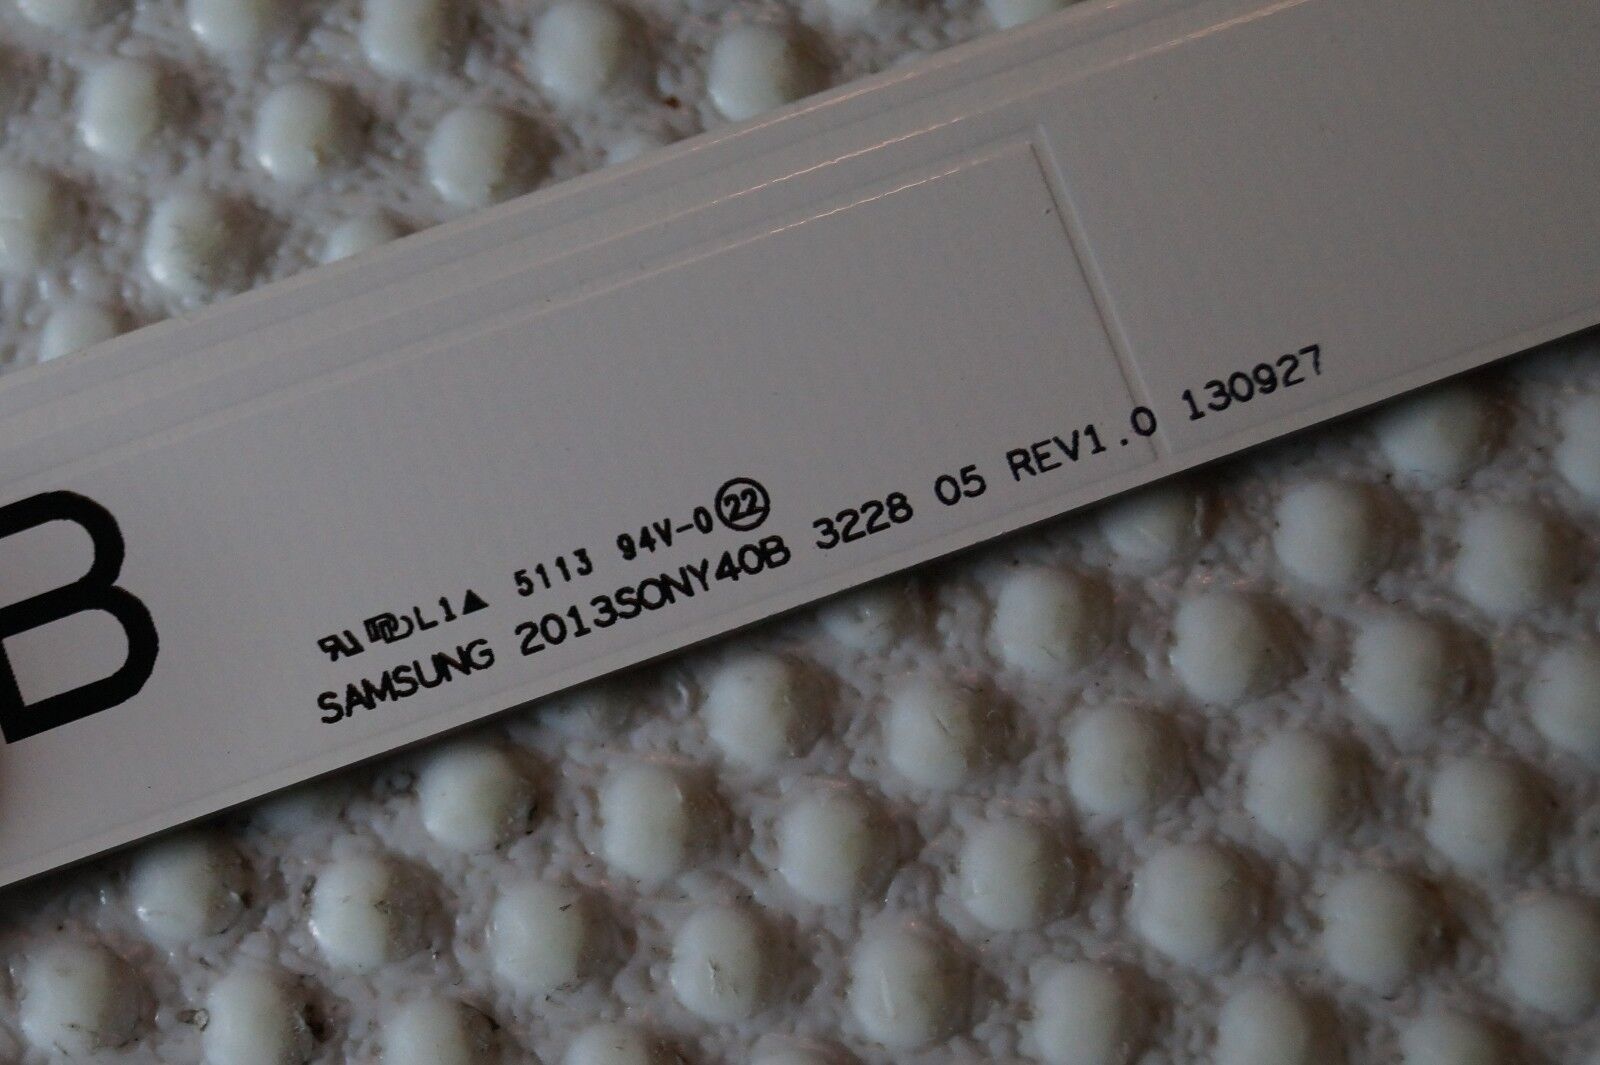 B
L1▲ 5113 94V-0 22
SAMSUNG 2013SONY40B 3228 05 REV1.0 130927